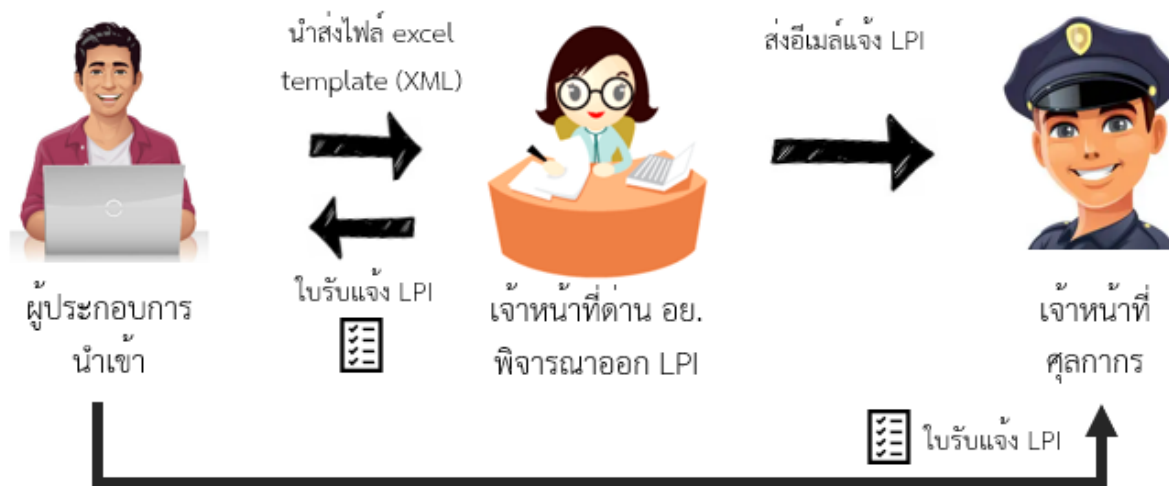 นำส่งไฟล์ excel
template (XML)
ส่งอีเมล์แจ้ง LPI
ใบรับแจ้ง LPI
ผู้ประกอบการ
นำเข้า
เจ้าหน้าที่ด่าน อย.
พิจารณาออก LPI
เจ้าหน้าที่
ศุลกากร
ใบรับแจ้ง LPI